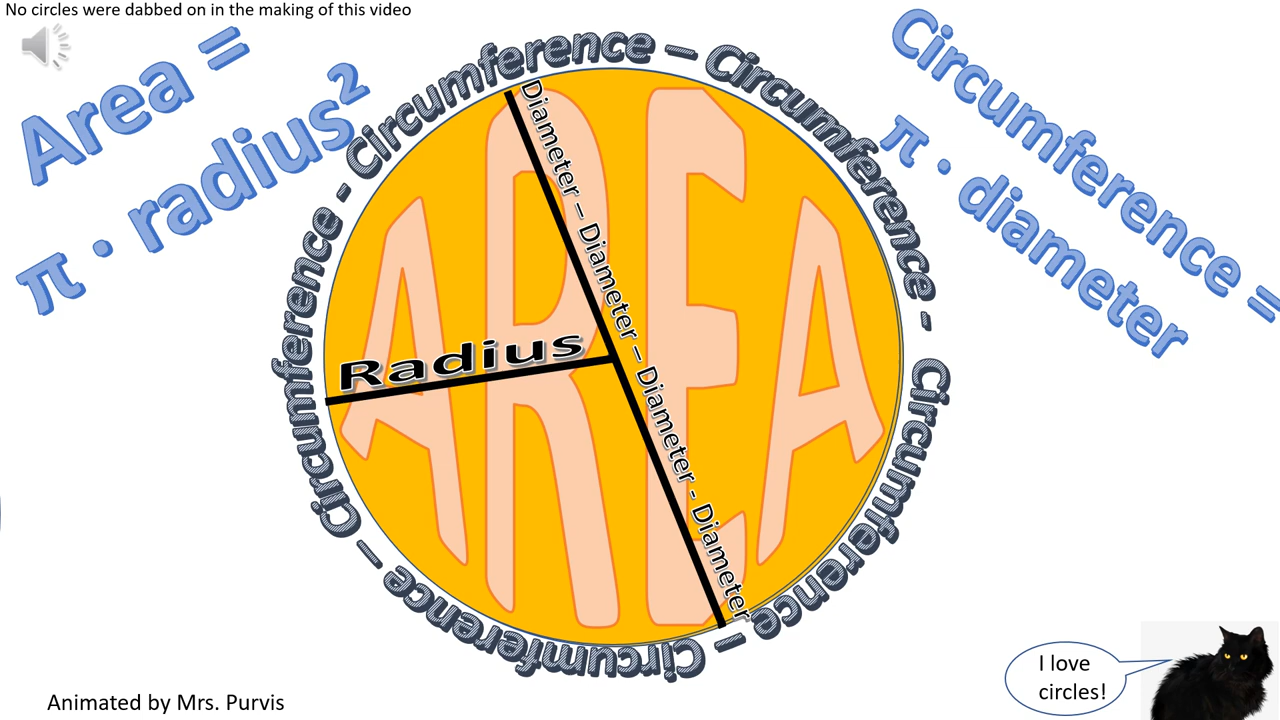 No circles were dabbed on in the making of this video
Area =
π · radius²
Circumference =
π · diameter
Circumference – Circumference – Circumference - Circumference – Circumference – Circumference – Circumference -
AREA
Diameter – Diameter – Diameter - Diameter
Radius
I love
circles!
Animated by Mrs. Purvis